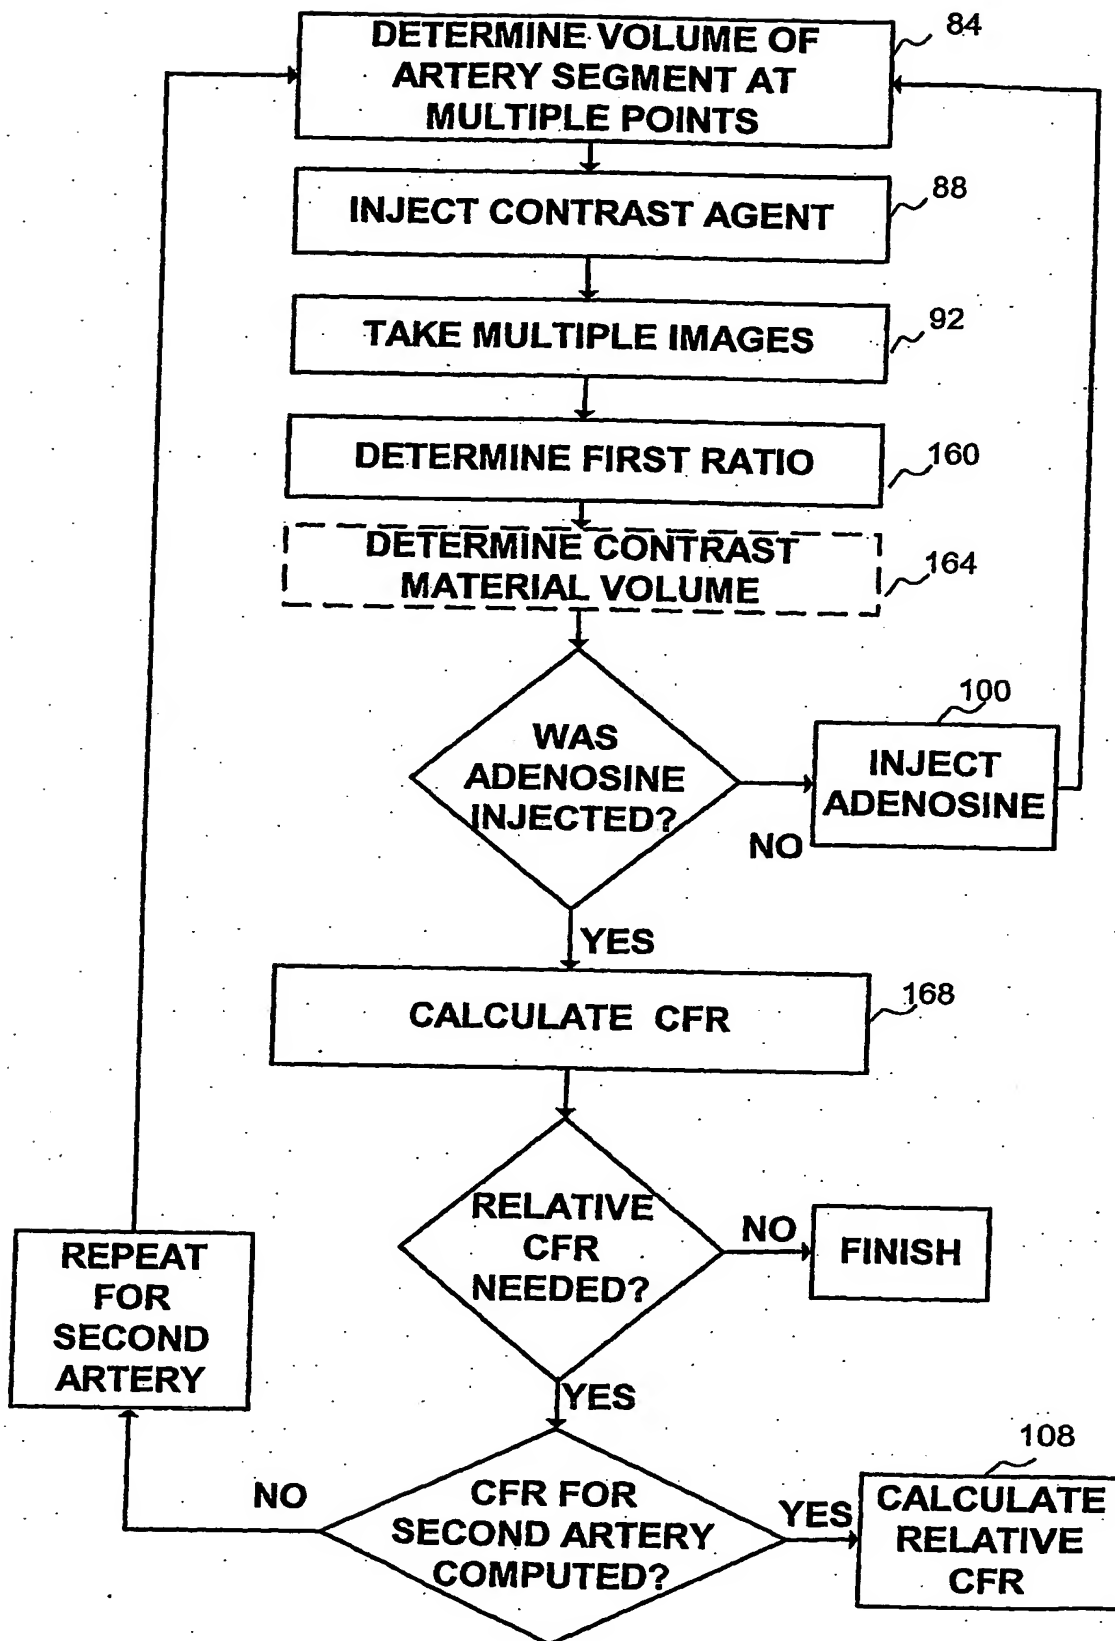 DETERMINE VOLUME OF
ARTERY SEGMENT AT
MULTIPLE POINTS
84
INJECT CONTRAST AGENT
88
TAKE MULTIPLE IMAGES
92
DETERMINE FIRST RATIO
160
DETERMINE CONTRAST
MATERIAL VOLUME
164
WAS
ADENOSINE
INJECTED?
NO
100
INJECT
ADENOSINE
YES
CALCULATE CFR
168
RELATIVE
CFR
NEEDED?
NO
FINISH
REPEAT
FOR
SECOND
ARTERY
YES
NO
CFR FOR
SECOND ARTERY
COMPUTED?
YES
108
CALCULATE
RELATIVE
CFR